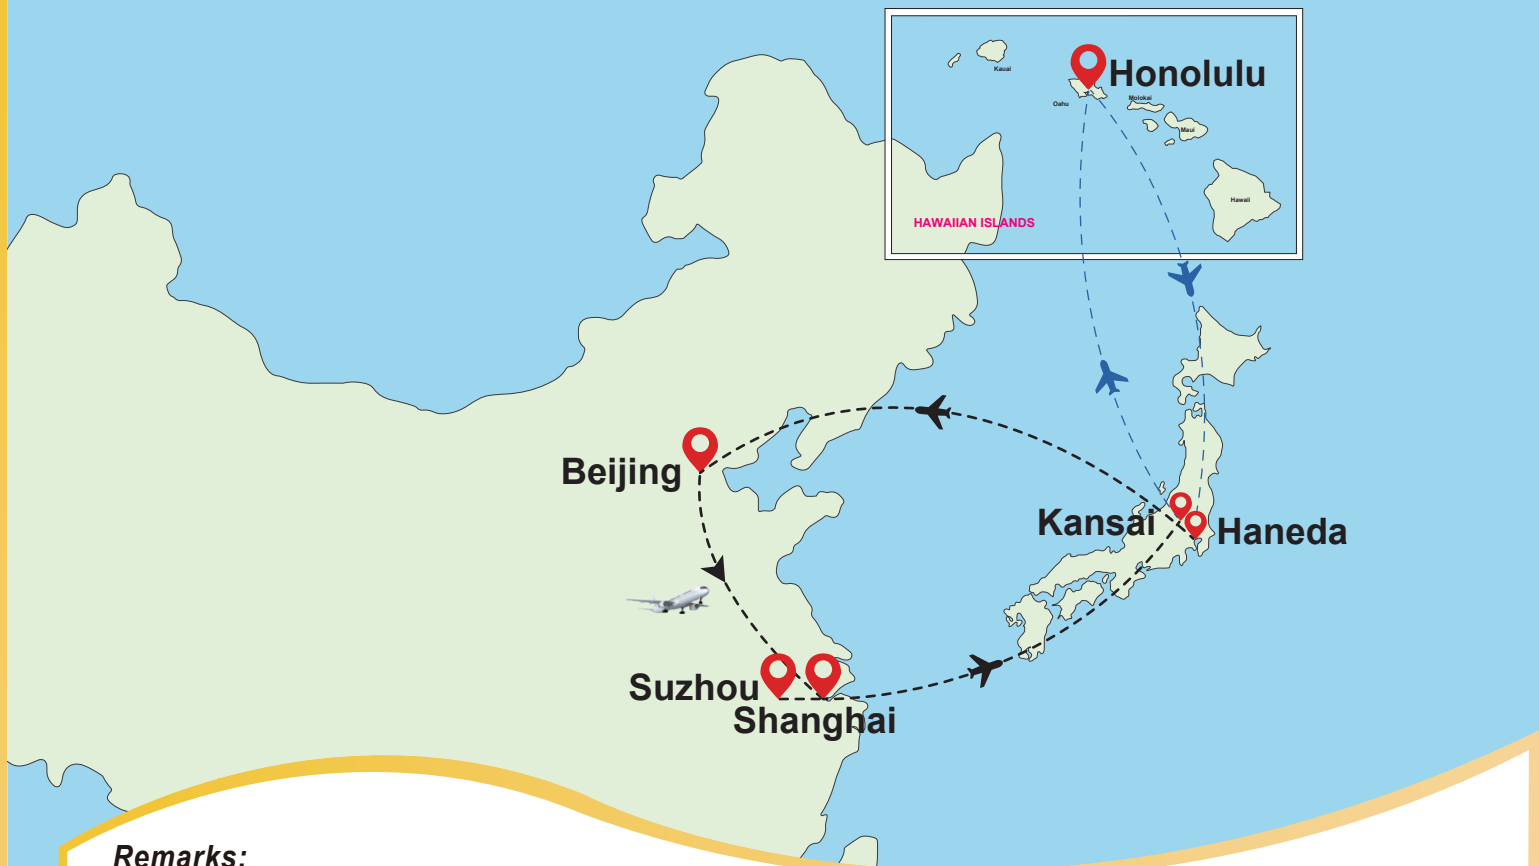 Honolulu
Kauai
Oahu
Molokai
Maui
Hawaii
HAWAIIAN ISLANDS
Beijing
Kansai
Haneda
Suzhou
Shanghai
Remarks: